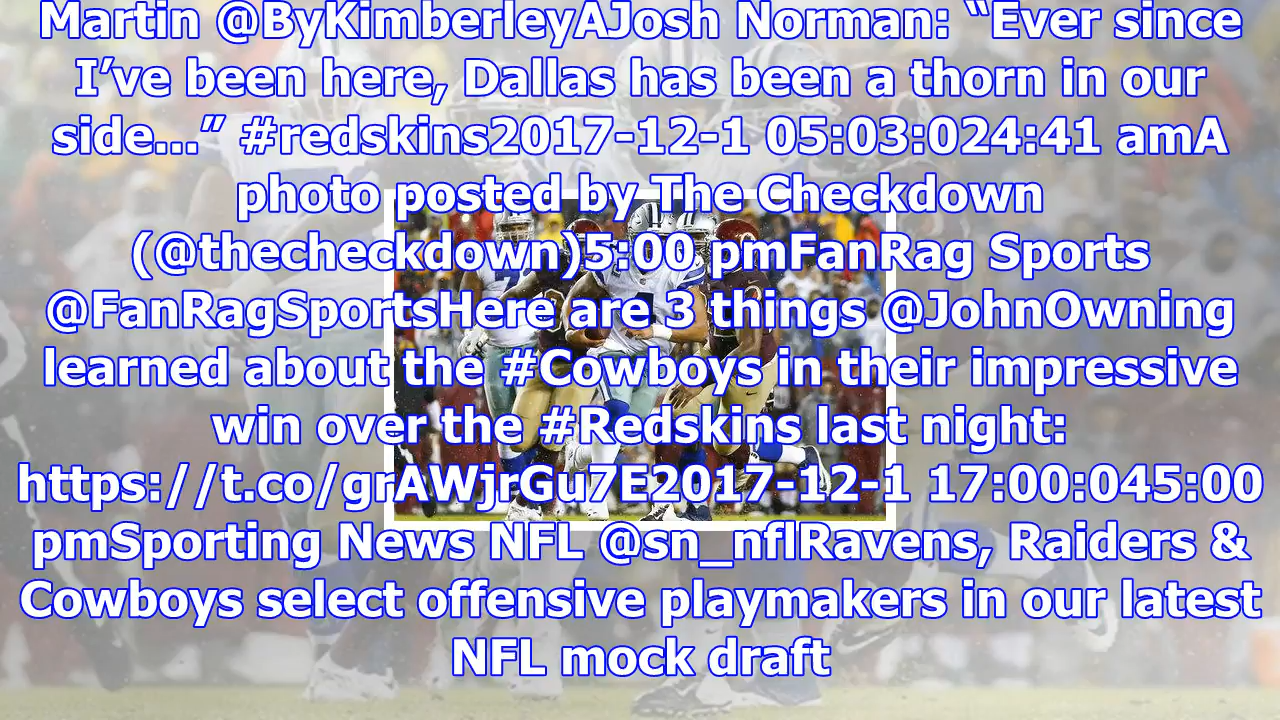 Martin @ByKimberleyAJosh Norman: “Ever since
I’ve been here, Dallas has been a thorn in our
side...” #redskins2017-12-1 05:03:024:41 amA
photo posted by The Checkdown
(@thecheckdown)5:00 pmFanRag Sports
@FanRagSportsHere are 3 things @JohnOwning
learned about the #Cowboys in their impressive
win over the #Redskins last night:
https://t.co/grAWjrGu7E2017-12-1 17:00:045:00
pmSporting News NFL @sn_nflRavens, Raiders &
Cowboys select offensive playmakers in our latest
NFL mock draft